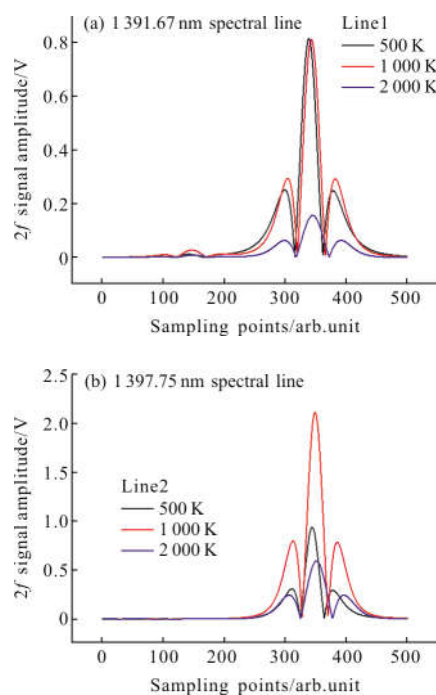 (a) 1 391.67 nm spectral line
Line1
500 K
1 000 K
2 000 K
0.8
0.6
0.4
0.2
0
2f signal amplitude/V
0 100 200 300 400 500
Sampling points/arb.unit
(b) 1 397.75 nm spectral line
2.5
2.0
1.5
1.0
0.5
0
2f signal amplitude/V
Line2
500 K
1 000 K
2 000 K
0 100 200 300 400 500
Sampling points/arb.unit